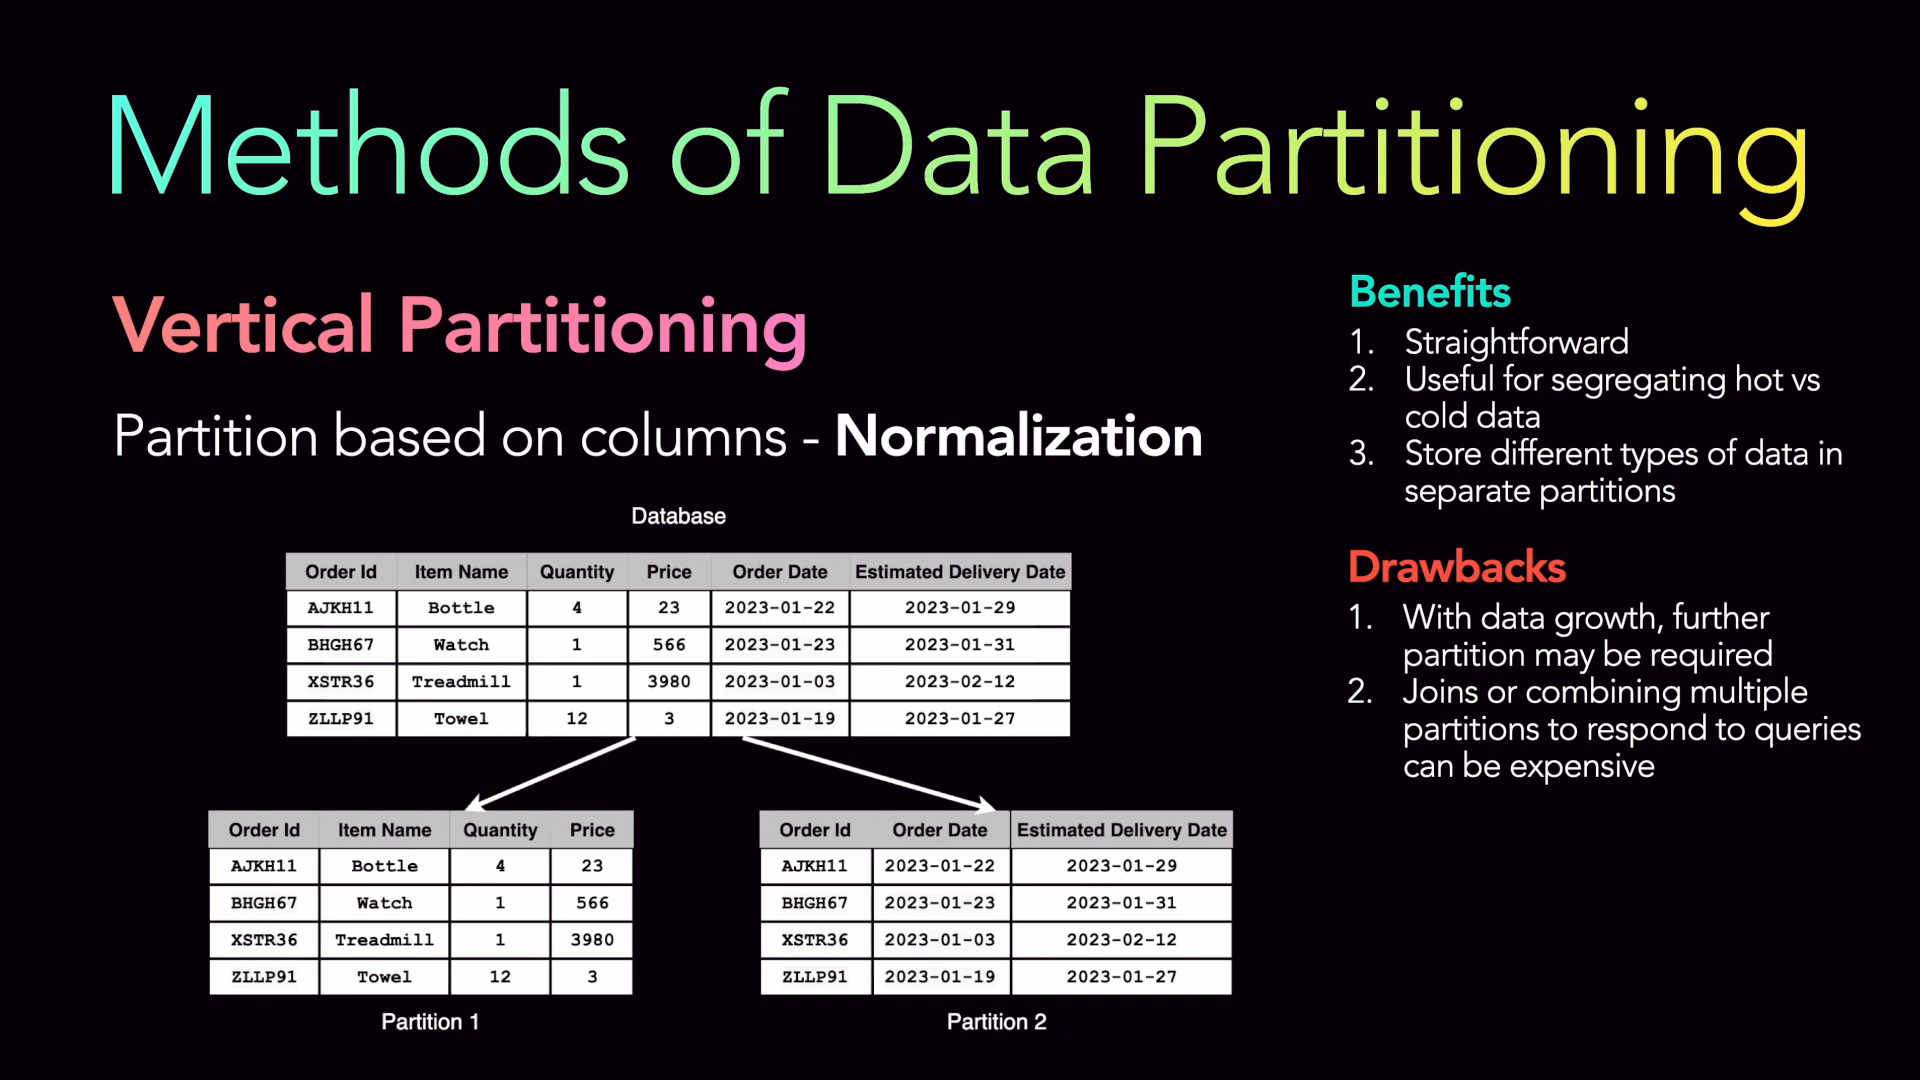 Methods of Data Partitioning
Vertical Partitioning
Partition based on columns - Normalization
Database
Order Id Item Name Quantity Price Order Date Estimated Delivery Date
AJKH11 Bottle 4 23 2023-01-22 2023-01-29
BHGH67 Watch 1 566 2023-01-23 2023-01-31
XSTR36 Treadmill 1 3980 2023-01-03 2023-02-12
ZLLP91 Towel 12 3 2023-01-19 2023-01-27
Order Id Item Name Quantity Price
AJKH11 Bottle 4 23
BHGH67 Watch 1 566
XSTR36 Treadmill 1 3980
ZLLP91 Towel 12 3
Partition 1
Order Id Order Date Estimated Delivery Date
AJKH11 2023-01-22 2023-01-29
BHGH67 2023-01-23 2023-01-31
XSTR36 2023-01-03 2023-02-12
ZLLP91 2023-01-19 2023-01-27
Partition 2
Benefits
1. Straightforward
2. Useful for segregating hot vs
cold data
3. Store different types of data in
separate partitions
Drawbacks
1. With data growth, further
partition may be required
2. Joins or combining multiple
partitions to respond to queries
can be expensive